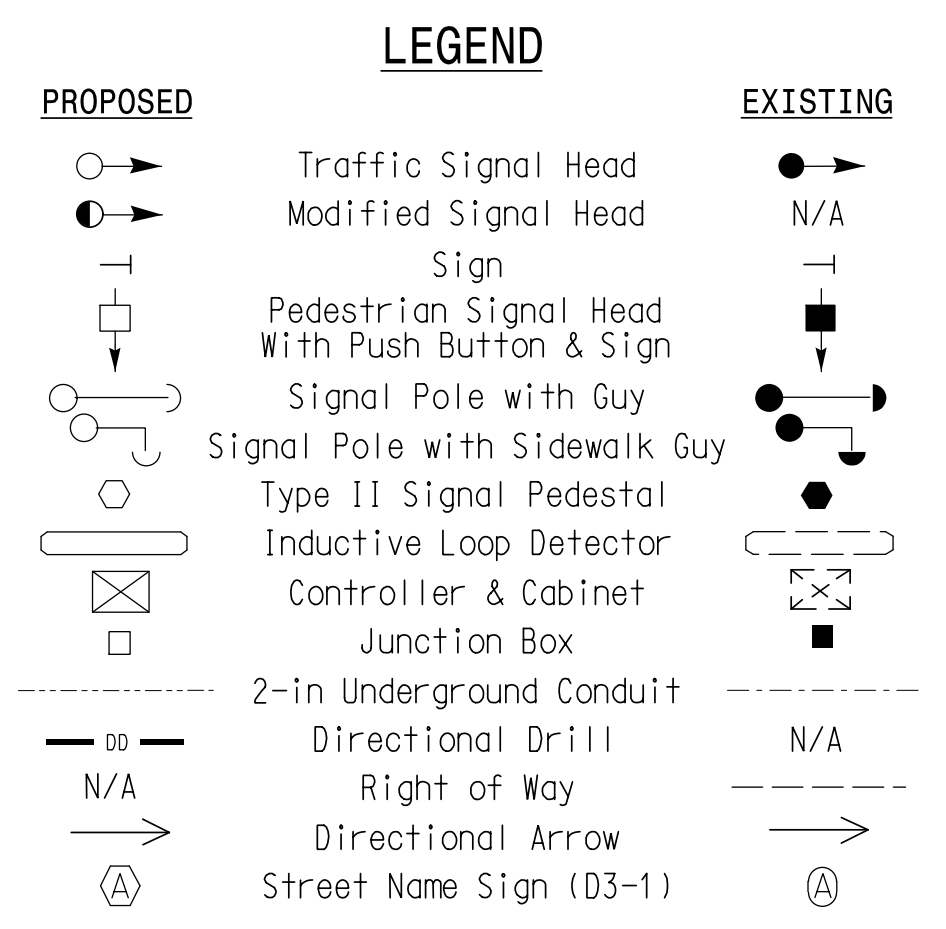 LEGEND
PROPOSED EXISTING
Traffic Signal Head
Modified Signal Head N/A
Sign
Pedestrian Signal Head
With Push Button & Sign
Signal Pole with Guy
Signal Pole with Sidewalk Guy
Type II Signal Pedestal
Inductive Loop Detector
Controller & Cabinet
Junction Box
2-in Underground Conduit
DD Directional Drill N/A
N/A Right of Way
Directional Arrow
A Street Name Sign (D3-1) A